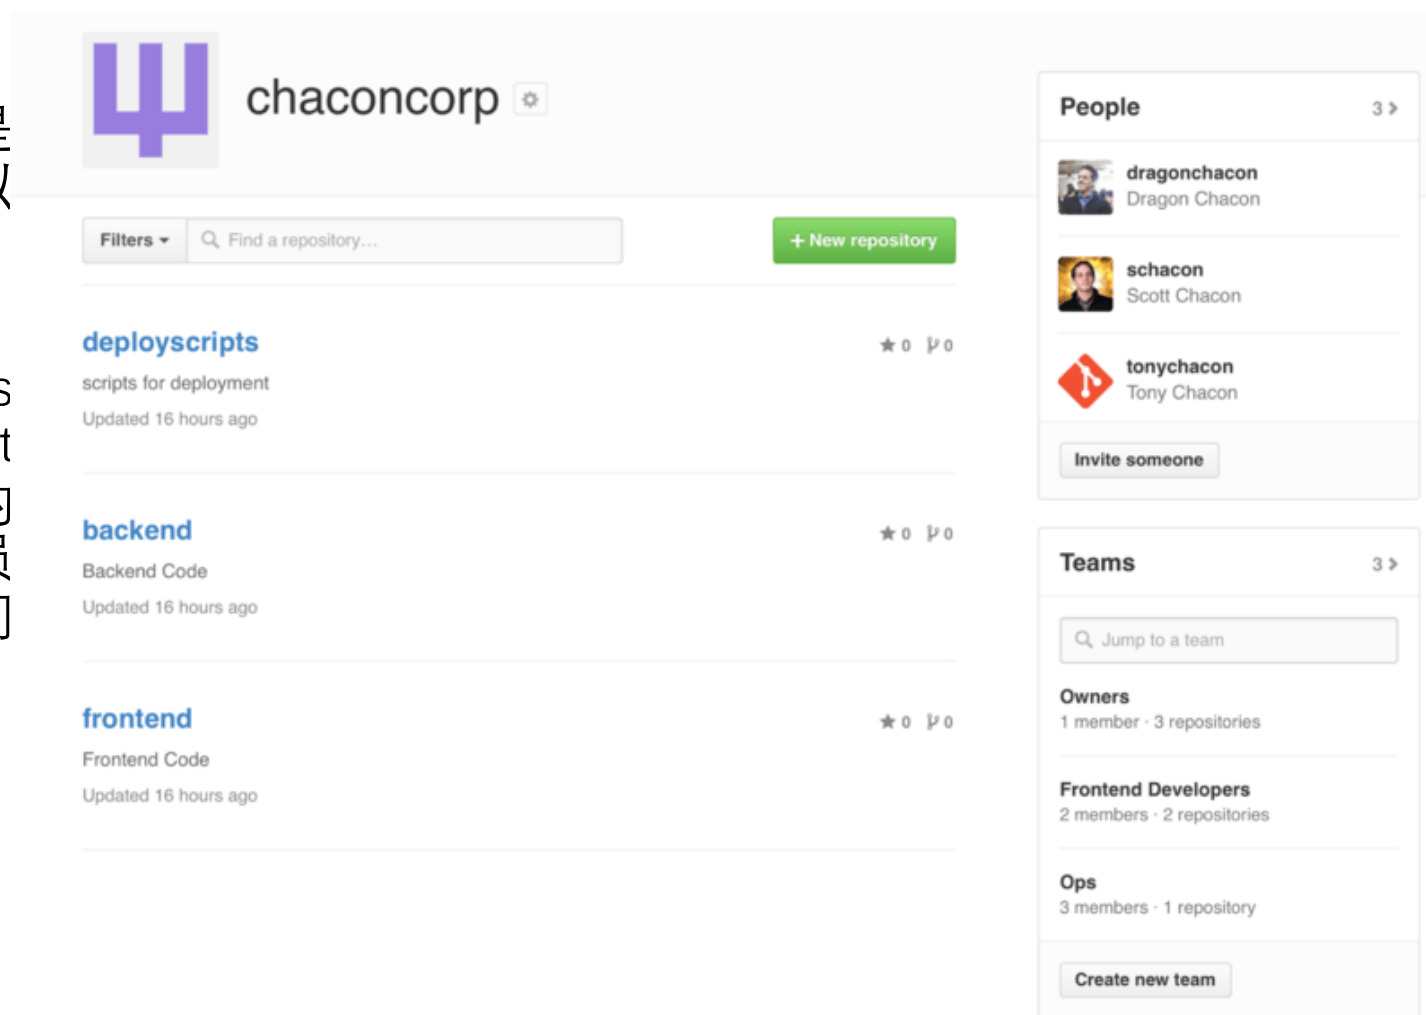 chaconcorp
Filters
Find a repository...
+ New repository
deployscripts
0 0
scripts for deployment
Updated 16 hours ago
backend
0 0
Backend Code
Updated 16 hours ago
frontend
0 0
Frontend Code
Updated 16 hours ago
People
3
dragonchacon
Dragon Chacon
schacon
Scott Chacon
tonychacon
Tony Chacon
Invite someone
Teams
3
Jump to a team
Owners
1 member · 3 repositories
Frontend Developers
2 members · 2 repositories
Ops
3 members · 1 repository
Create new team